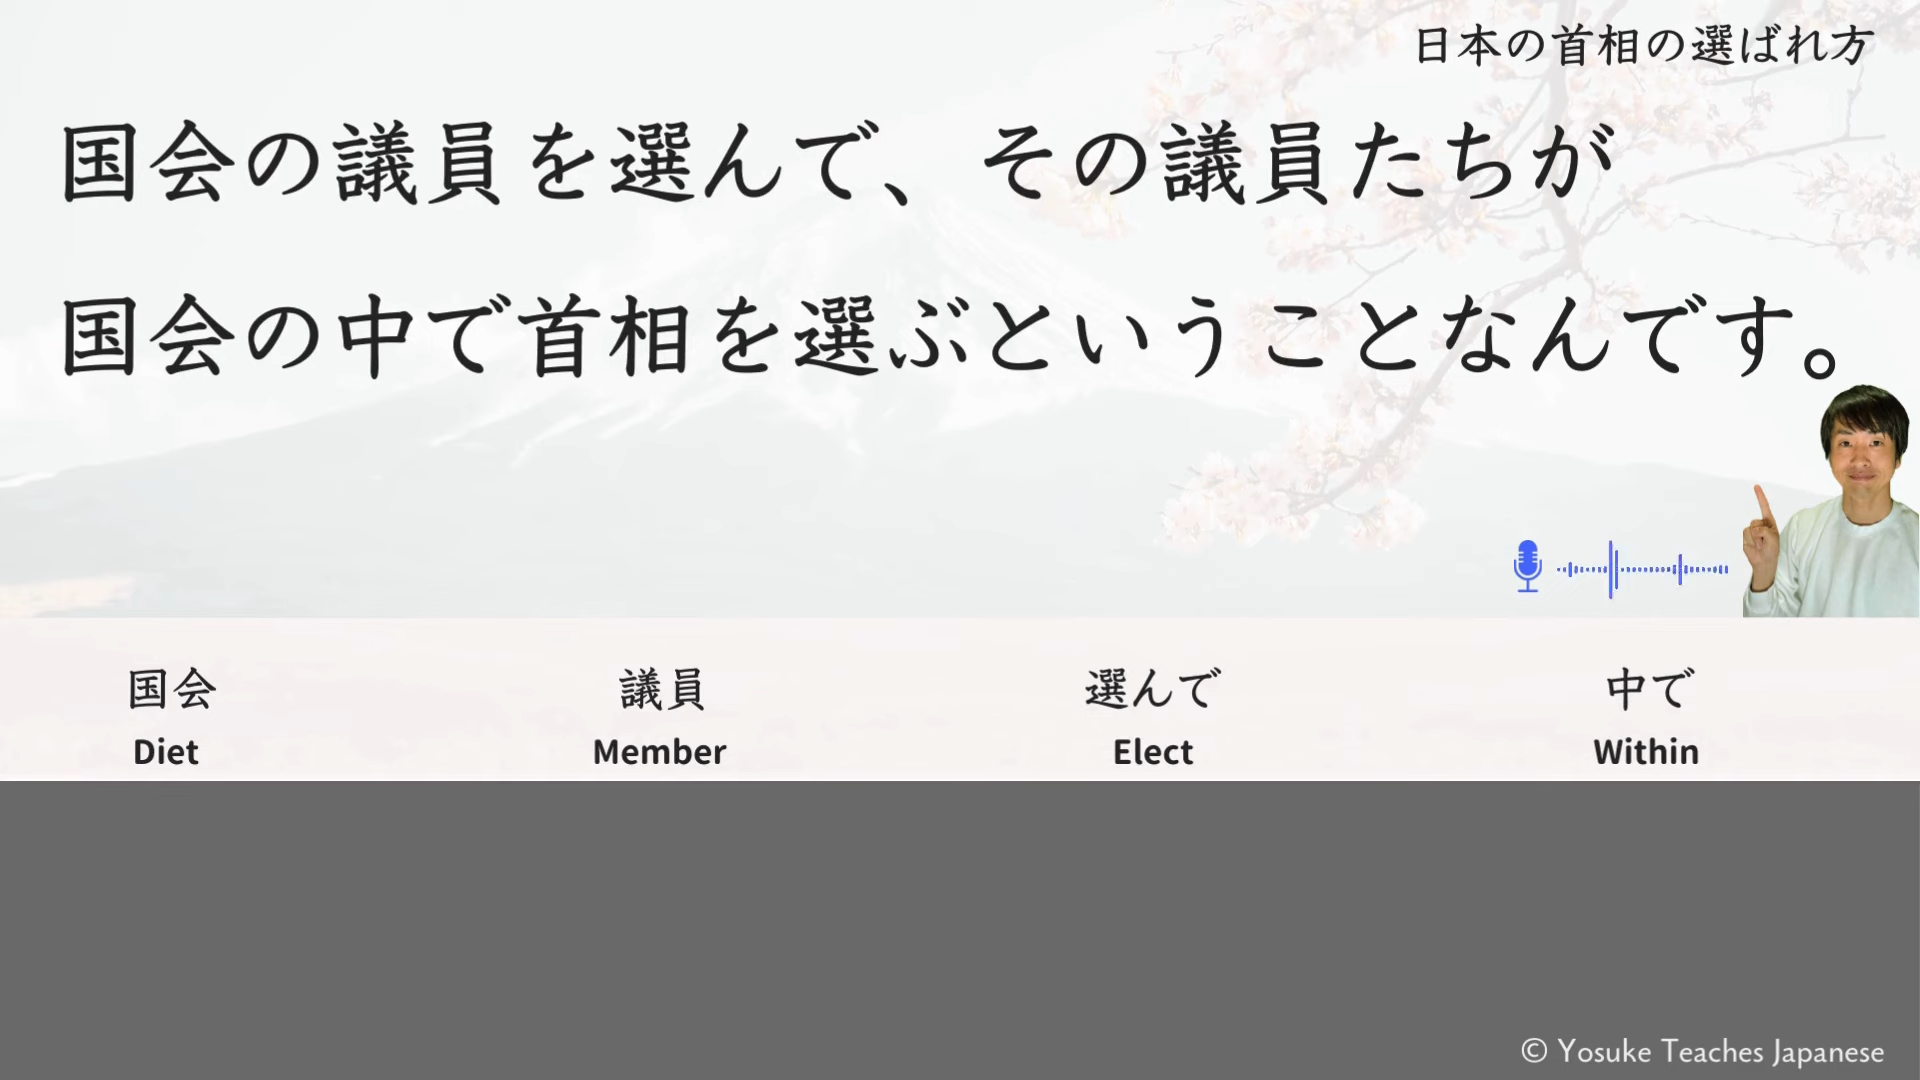 日本の首相の選ばれ方
国会の議員を選んで、その議員たちが
国会の中で首相を選ぶということなんです。
国会
議員
選んで
中で
Diet
Member
Elect
Within
© Yosuke Teaches Japanese